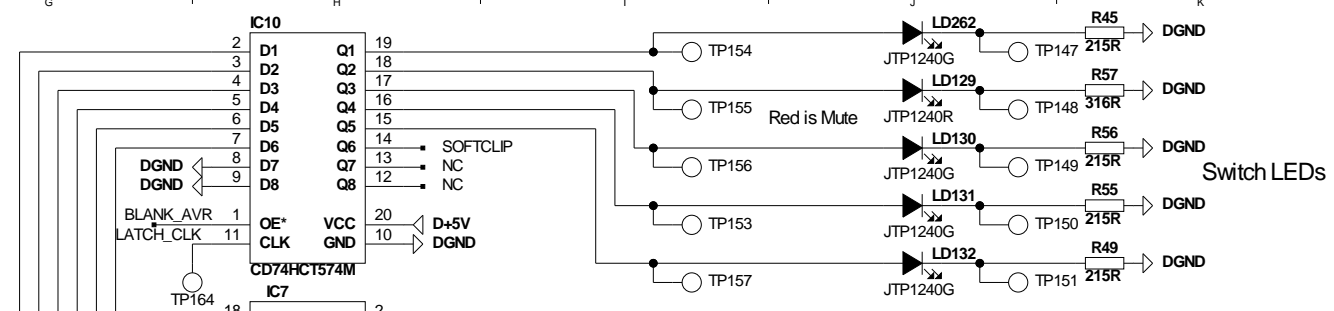 G H I J K
IC10
2 D1 Q1 19
3 D2 Q2 18
4 D3 Q3 17
5 D4 Q4 16
6 D5 Q5 15
7 D6 Q6 14 SOFTCLIP
DGND 8 D7 Q7 13 NC
DGND 9 D8 Q8 12 NC
BLANK_AVR 1 OE* VCC 20 D+5V
LATCH_CLK 11 CLK GND 10 DGND
CD74HCT574M
TP164
IC7
18 2
LD262 R45
TP154 JTP1240G TP147 215R DGND
LD129 R57
TP155 Red is Mute JTP1240R TP148 316R DGND
LD130 R56
TP156 JTP1240G TP149 215R DGND
Switch LEDs
LD131 R55
TP153 JTP1240G TP150 215R DGND
LD132 R49
TP157 JTP1240G TP151 215R DGND